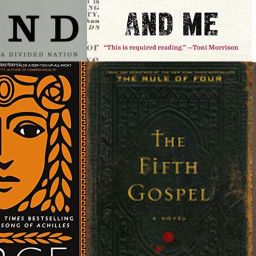 ND
A DIVIDED NATION
AND ME
"This is required reading." —Toni Morrison
TIMES BESTSELLING
SONG OF ACHILLES
THE RULE OF FOUR
THE
FIFTH
GOSPEL
A NOVEL